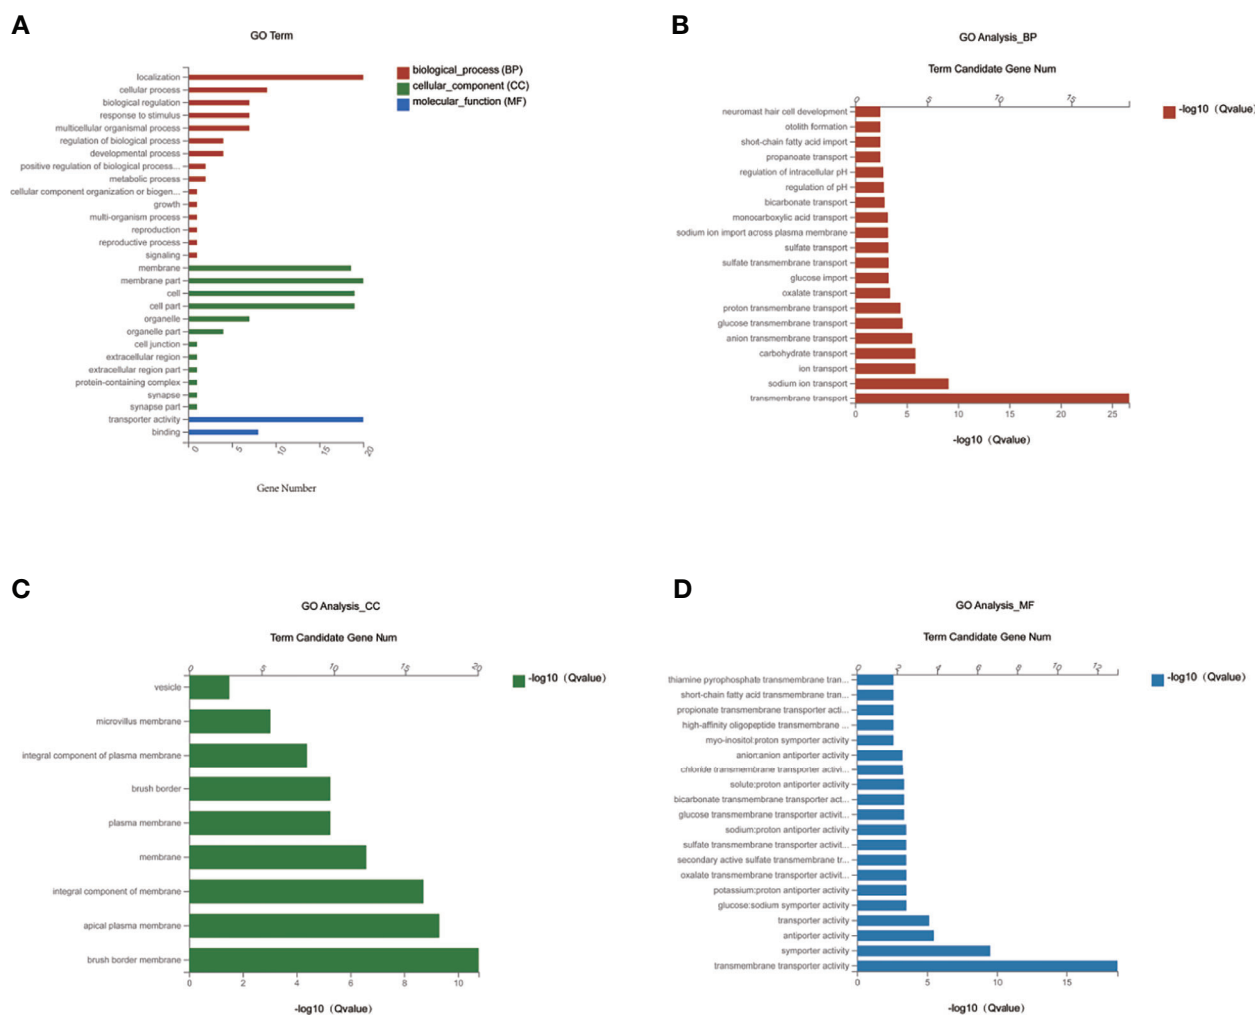 A
GO Term
biological_process (BP)
cellular_component (CC)
molecular_function (MF)
localization
cellular process
biological regulation
response to stimulus
multicellular organismal process
regulation of biological process
developmental process
positive regulation of biological process...
metabolic process
cellular component organization or biogen...
growth
multi-organism process
reproduction
reproductive process
signaling
membrane
membrane part
cell
cell part
organelle
organelle part
cell junction
extracellular region
extracellular region part
protein-containing complex
synapse
synapse part
transporter activity
binding
0 5 10 15 20
Gene Number
B
GO Analysis_BP
Term Candidate Gene Num
0 5 10 15
-log10（Qvalue）
neuromast hair cell development
otolith formation
short-chain fatty acid import
propanoate transport
regulation of intracellular pH
regulation of pH
bicarbonate transport
monocarboxylic acid transport
sodium ion import across plasma membrane
sulfate transport
sulfate transmembrane transport
glucose import
oxalate transport
proton transmembrane transport
glucose transmembrane transport
anion transmembrane transport
carbohydrate transport
ion transport
sodium ion transport
transmembrane transport
0 5 10 15 20 25
-log10（Qvalue）
C
GO Analysis_CC
Term Candidate Gene Num
0 5 10 15 20
-log10（Qvalue）
vesicle
microvillus membrane
integral component of plasma membrane
brush border
plasma membrane
membrane
integral component of membrane
apical plasma membrane
brush border membrane
0 2 4 6 8 10
-log10（Qvalue）
D
GO Analysis_MF
Term Candidate Gene Num
0 2 4 6 8 10 12
-log10（Qvalue）
thiamine pyrophosphate transmembrane tran...
short-chain fatty acid transmembrane tran...
propionate transmembrane transporter acti...
high-affinity oligopeptide transmembrane ...
myo-inositol:proton symporter activity
anion:anion antiporter activity
chloride transmembrane transporter activi...
solute:proton antiporter activity
bicarbonate transmembrane transporter act...
glucose transmembrane transporter activit...
sodium:proton antiporter activity
sulfate transmembrane transporter activit...
secondary active sulfate transmembrane tr...
oxalate transmembrane transporter activit...
potassium:proton antiporter activity
glucose:sodium symporter activity
transporter activity
antiporter activity
symporter activity
transmembrane transporter activity
0 5 10 15
-log10（Qvalue）